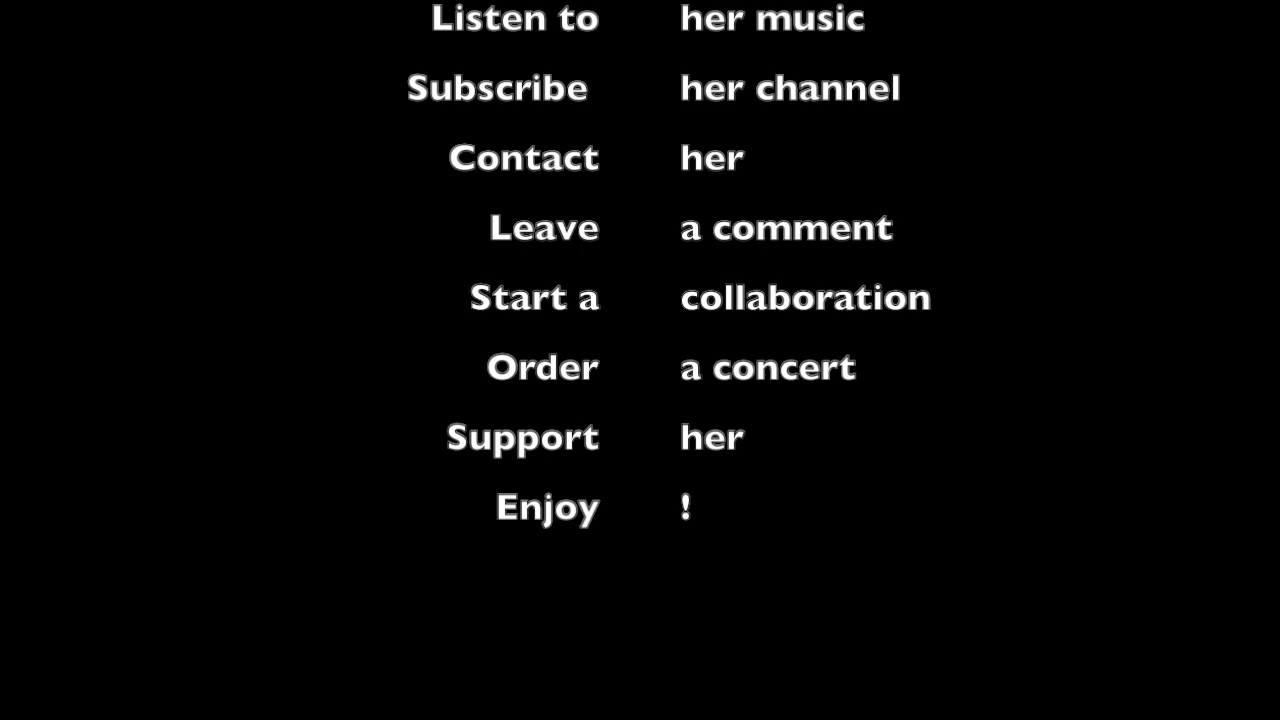 Listen to her music
Subscribe her channel
Contact her
Leave a comment
Start a collaboration
Order a concert
Support her
Enjoy !